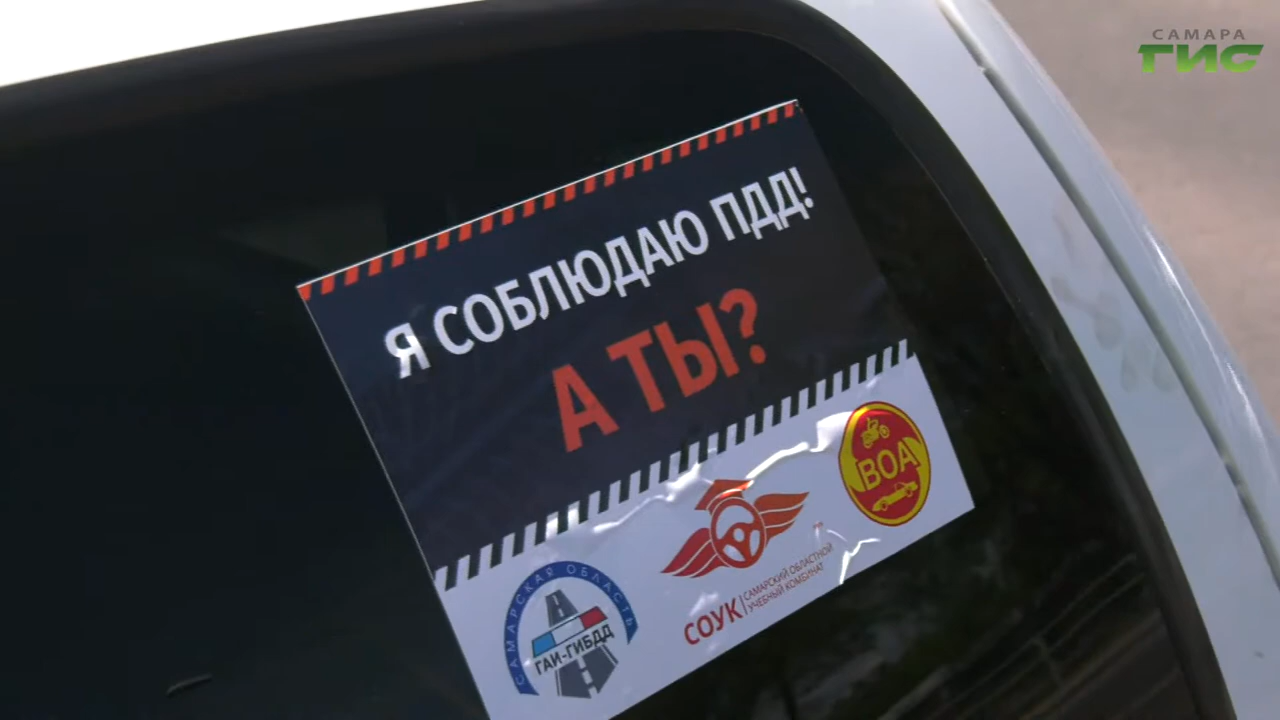 САМАРА
ГИС
Я СОБЛЮДАЮ ПДД!
А ТЫ?
САМАРСКАЯ ОБЛАСТЬ
ГАИ-ГИБДД
СОУК
САМАРСКИЙ ОБЛАСТНОЙ
УЧЕБНЫЙ КОМБИНАТ
ВОА